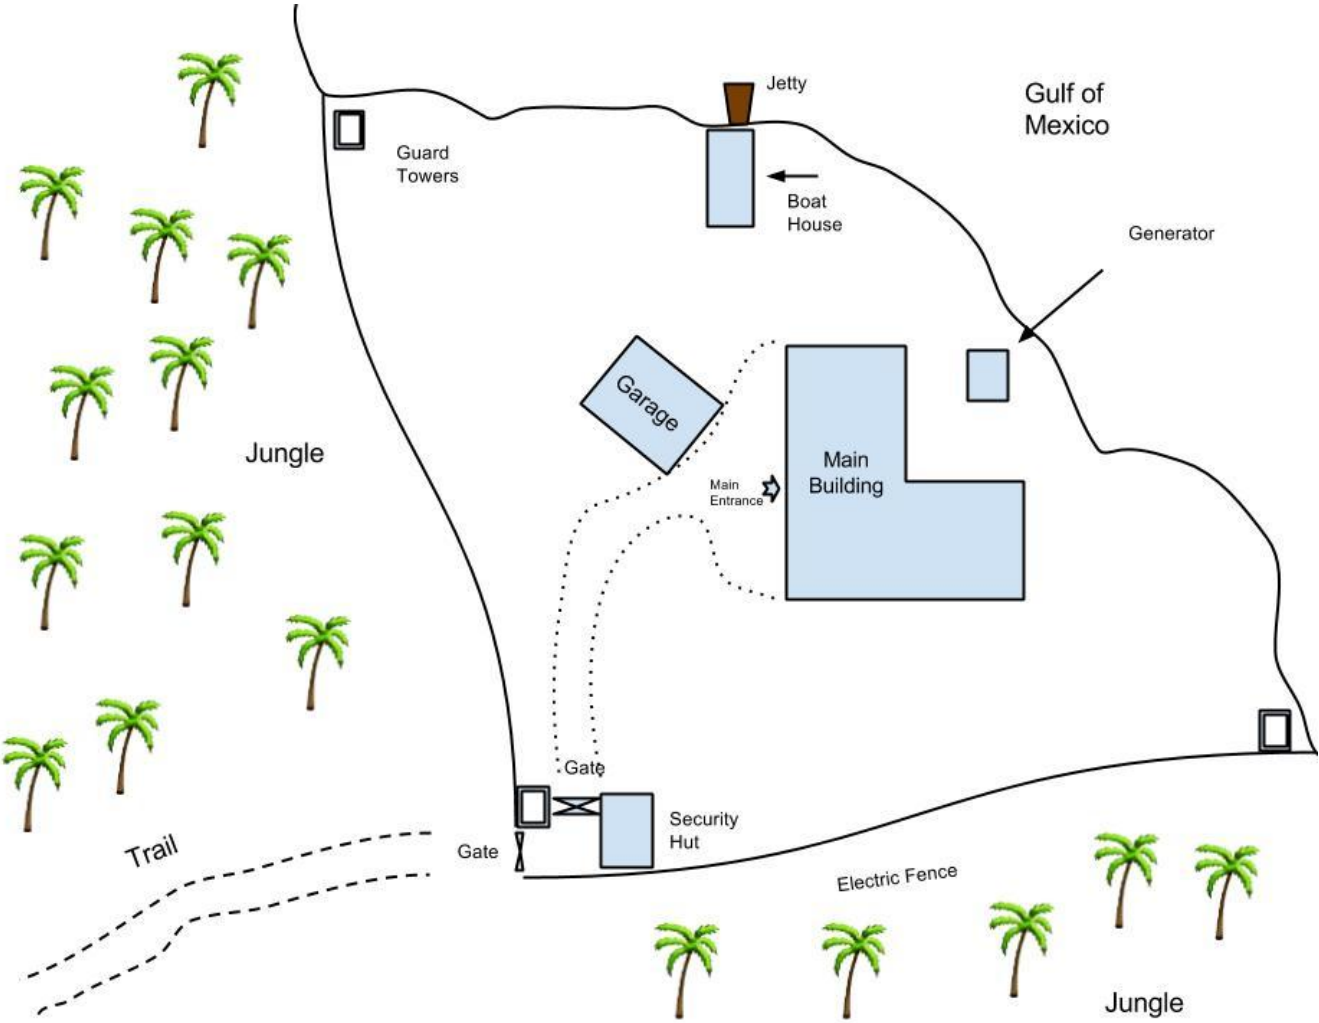 Jetty
Gulf of
Mexico
Guard
Towers
Boat
House
Generator
Garage
Jungle
Main
Building
Main
Entrance
Gate
Security
Hut
Gate
Trail
Electric Fence
Jungle